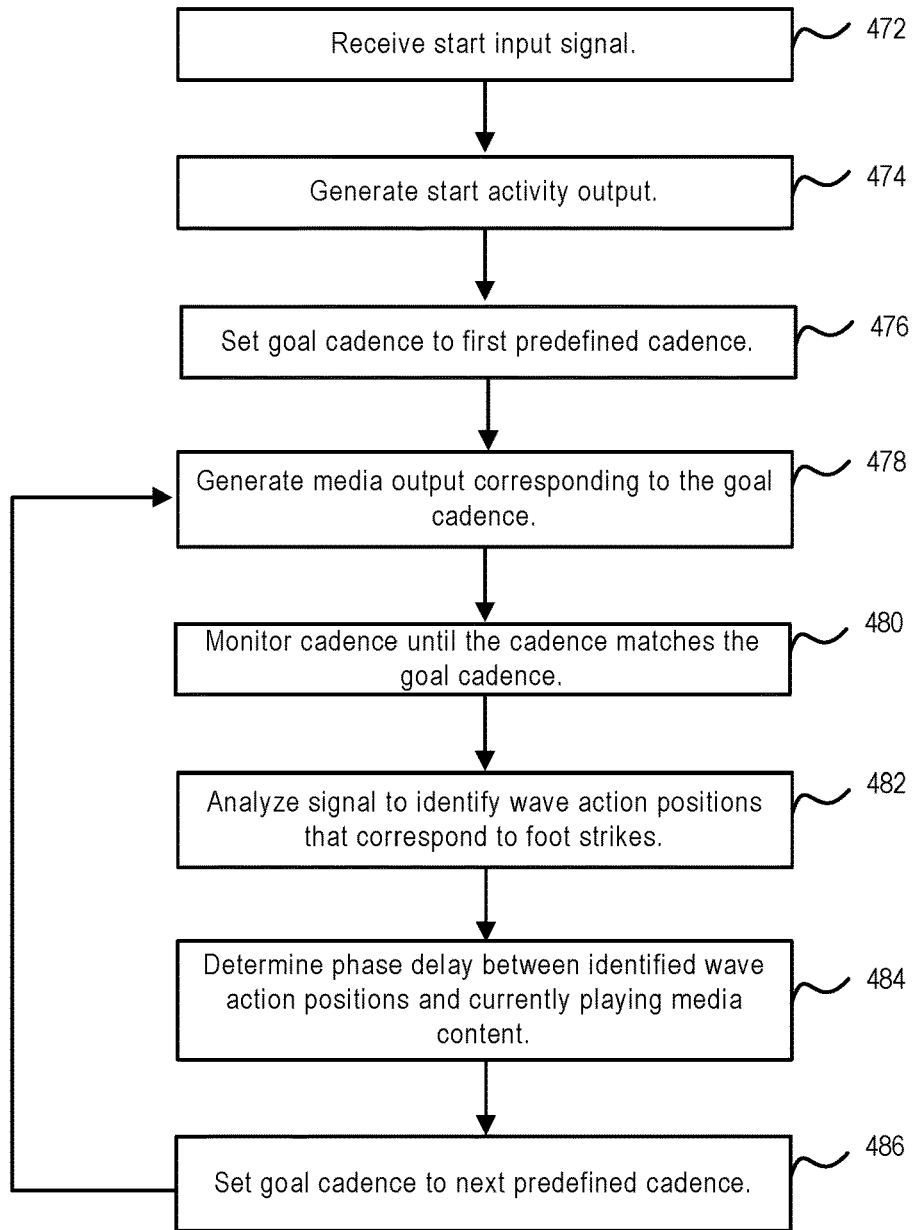 Receive start input signal.
472
Generate start activity output.
474
Set goal cadence to first predefined cadence.
476
Generate media output corresponding to the goal
cadence.
478
Monitor cadence until the cadence matches the
goal cadence.
480
Analyze signal to identify wave action positions
that correspond to foot strikes.
482
Determine phase delay between identified wave
action positions and currently playing media
content.
484
Set goal cadence to next predefined cadence.
486